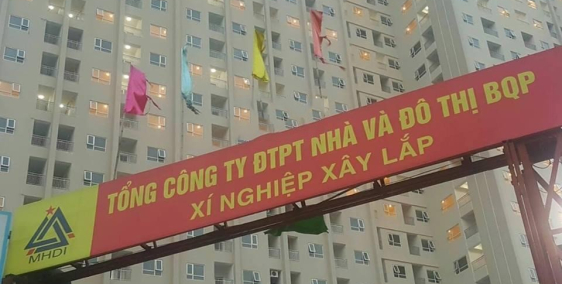 TỔNG CÔNG TY ĐTPT NHÀ VÀ ĐÔ THỊ BQP
XÍ NGHIỆP XÂY LẮP
MHDI